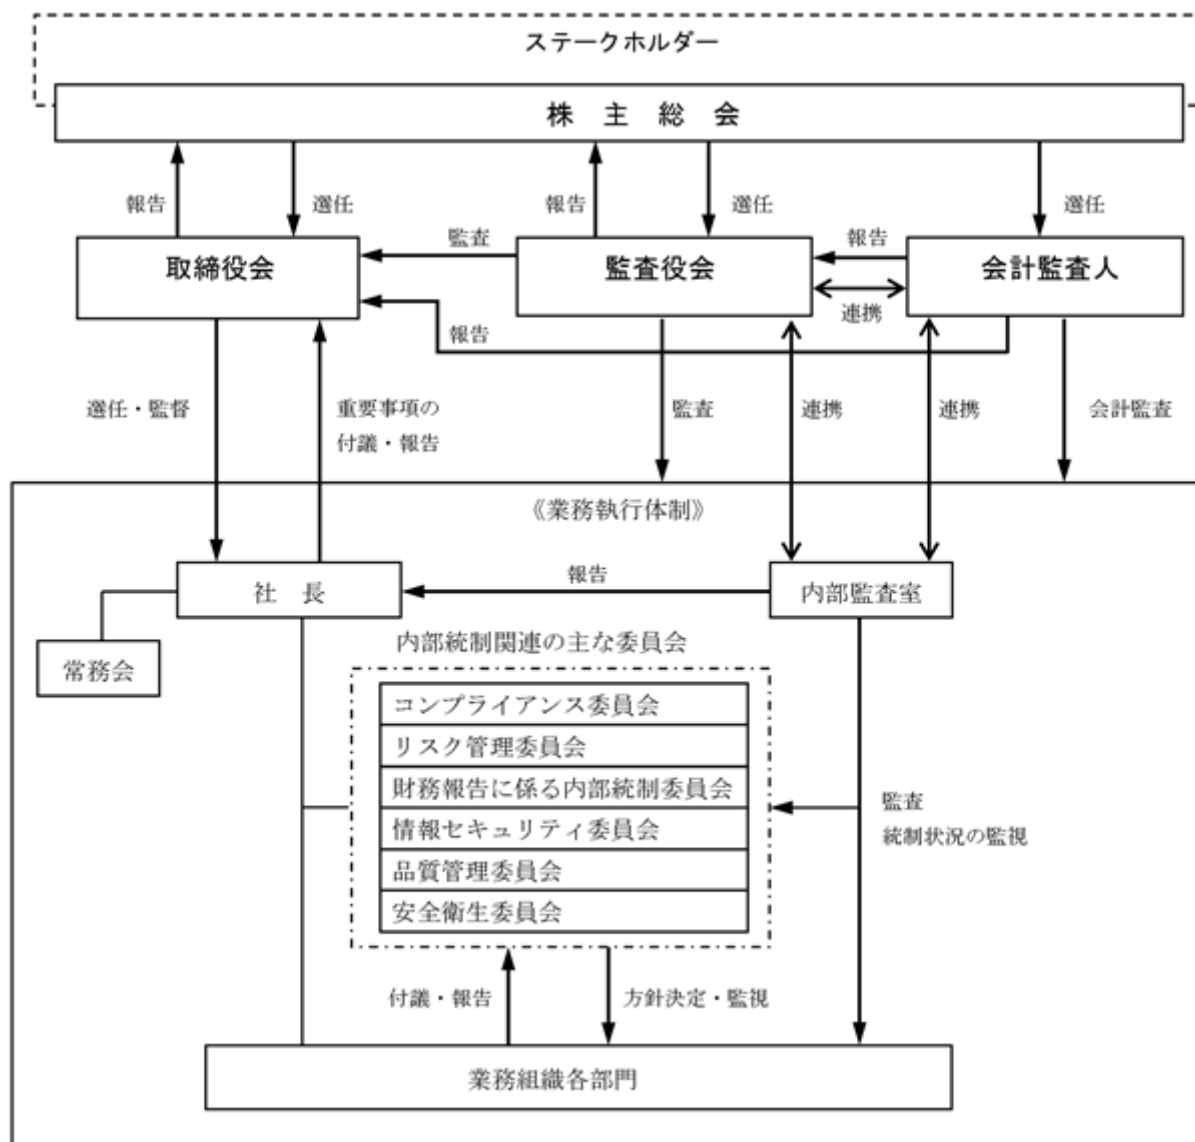 ステークホルダー
株 主 総 会
報告
選任
報告
選任
選任
取締役会
監査
監査役会
報告
会計監査人
連携
報告
選任・監督
重要事項の
付議・報告
監査
連携
連携
会計監査
《業務執行体制》
社 長
報告
内部監査室
常務会
内部統制関連の主な委員会
コンプライアンス委員会
リスク管理委員会
財務報告に係る内部統制委員会
情報セキュリティ委員会
品質管理委員会
安全衛生委員会
監査
統制状況の監視
付議・報告
方針決定・監視
業務組織各部門